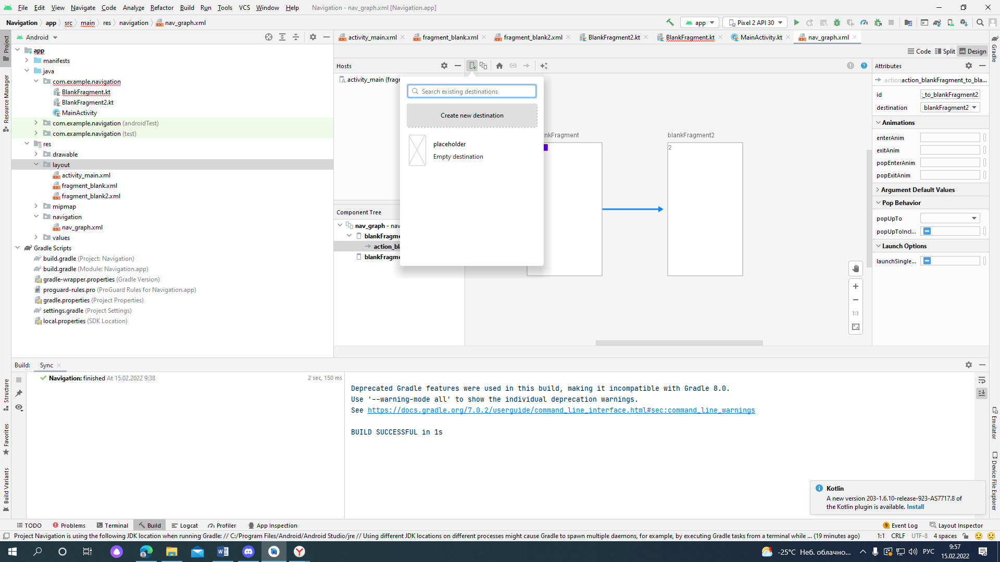 File Edit View Navigate Code Analyze Refactor Build Run Tools VCS Window Help Navigation - nav_graph.xml [Navigation.app]
Navigation app src main res navigation nav_graph.xml
app Pixel 2 API 30
Android
activity_main.xml fragment_blank.xml fragment_blank2.xml BlankFragment2.kt BlankFragment.kt MainActivity.kt nav_graph.xml
Code Split Design
Project
Resource Manager
Structure
Favorites
Build Variants
app
manifests
java
com.example.navigation
BlankFragment.kt
BlankFragment2.kt
MainActivity
com.example.navigation (androidTest)
com.example.navigation (test)
res
drawable
layout
activity_main.xml
fragment_blank.xml
fragment_blank2.xml
mipmap
navigation
nav_graph.xml
values
Gradle Scripts
build.gradle (Project: Navigation)
build.gradle (Module: Navigation.app)
gradle-wrapper.properties (Gradle Version)
proguard-rules.pro (ProGuard Rules for Navigation.app)
gradle.properties (Project Properties)
settings.gradle (Project Settings)
local.properties (SDK Location)
Hosts
activity_main (fragr
Component Tree
nav_graph - nav
blankFragme
action_bla
blankFragme
Search existing destinations
Create new destination
placeholder
Empty destination
nkFragment
blankFragment2
2
1:1
Attributes
action action_blankFragment_to_bla...
id :_to_blankFragment2
destination blankFragment2
Animations
enterAnim
exitAnim
popEnterAnim
popExitAnim
Argument Default Values
Pop Behavior
popUpTo
popUpToIncl...
Launch Options
launchSingle...
Gradle
Emulator
Device File Explorer
Build: Sync
Navigation: finished At 15.02.2022 9:38 2 sec, 150 ms
Deprecated Gradle features were used in this build, making it incompatible with Gradle 8.0.
Use '--warning-mode all' to show the individual deprecation warnings.
See https://docs.gradle.org/7.0.2/userguide/command_line_interface.html#sec:command_line_warnings
BUILD SUCCESSFUL in 1s
Kotlin
A new version 203-1.6.10-release-923-AS7717.8 of
the Kotlin plugin is available. Install
TODO Problems Terminal Build Logcat Profiler App Inspection 9 Event Log Layout Inspector
Project Navigation is using the following JDK location when running Gradle: // C:/Program Files/Android/Android Studio/jre // Using different JDK locations on different processes might cause Gradle to spawn multiple daemons, for example, by executing Gradle tasks from a terminal while ... (19 minutes ago) 1:1 CRLF UTF-8 4 spaces
-25°C Неб. облачно... РУС 9:57
15.02.2022